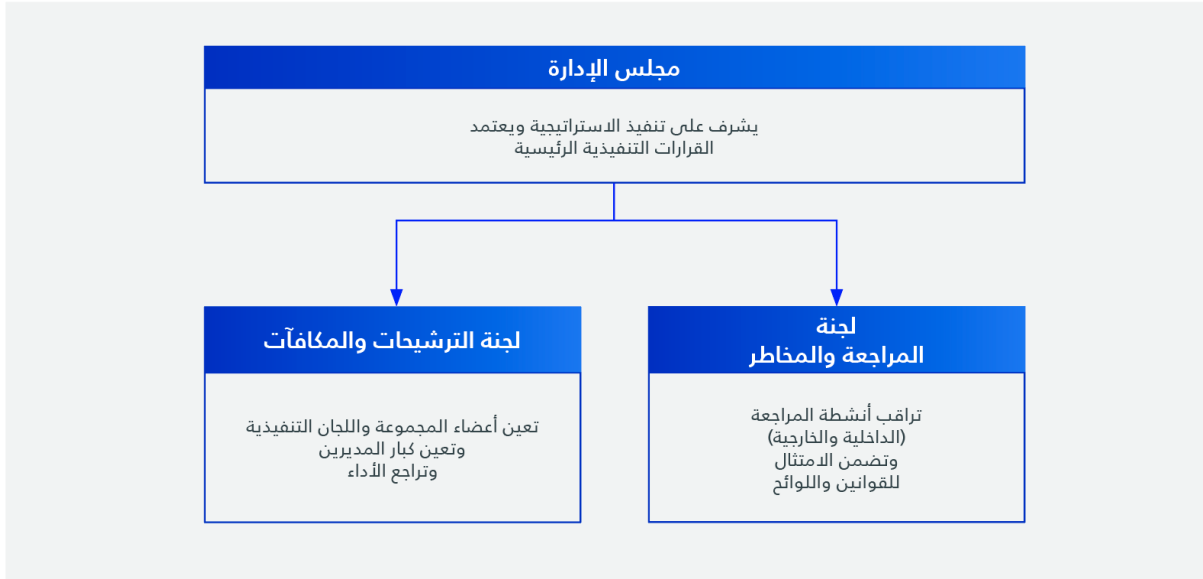 مجلس الإدارة
يشرف على تنفيذ الاستراتيجية ويعتمد
القرارات التنفيذية الرئيسية
لجنة
المراجعة والمخاطر
تراقب أنشطة المراجعة
(الداخلية والخارجية)
وتضمن الامتثال
للقوانين واللوائح
لجنة الترشيحات والمكافآت
تعين أعضاء المجموعة واللجان التنفيذية
وتعين كبار المديرين
وتراجع الأداء